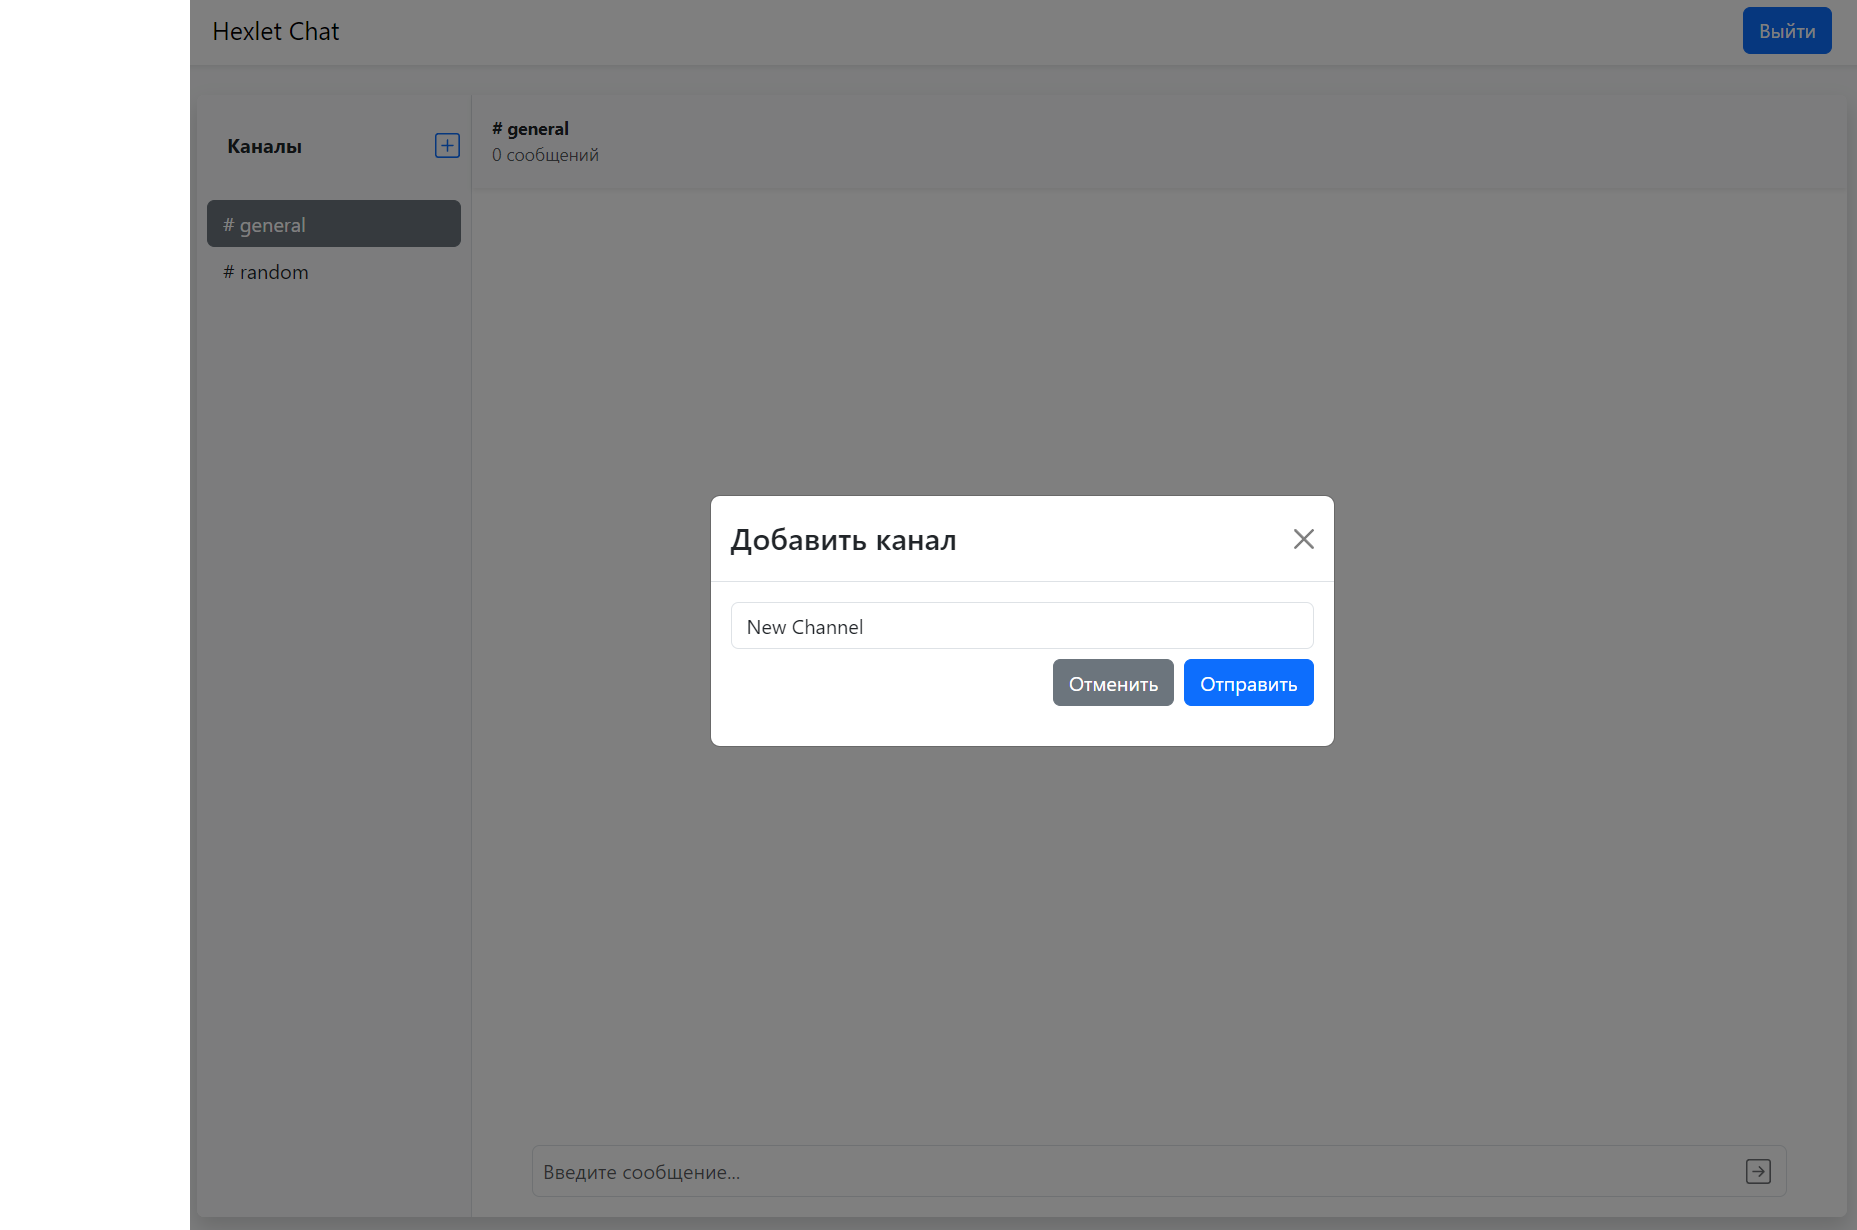 Hexlet Chat
Выйти
Каналы
# general
# random
# general
0 сообщений
Добавить канал
New Channel
Отменить
Отправить
Введите сообщение...